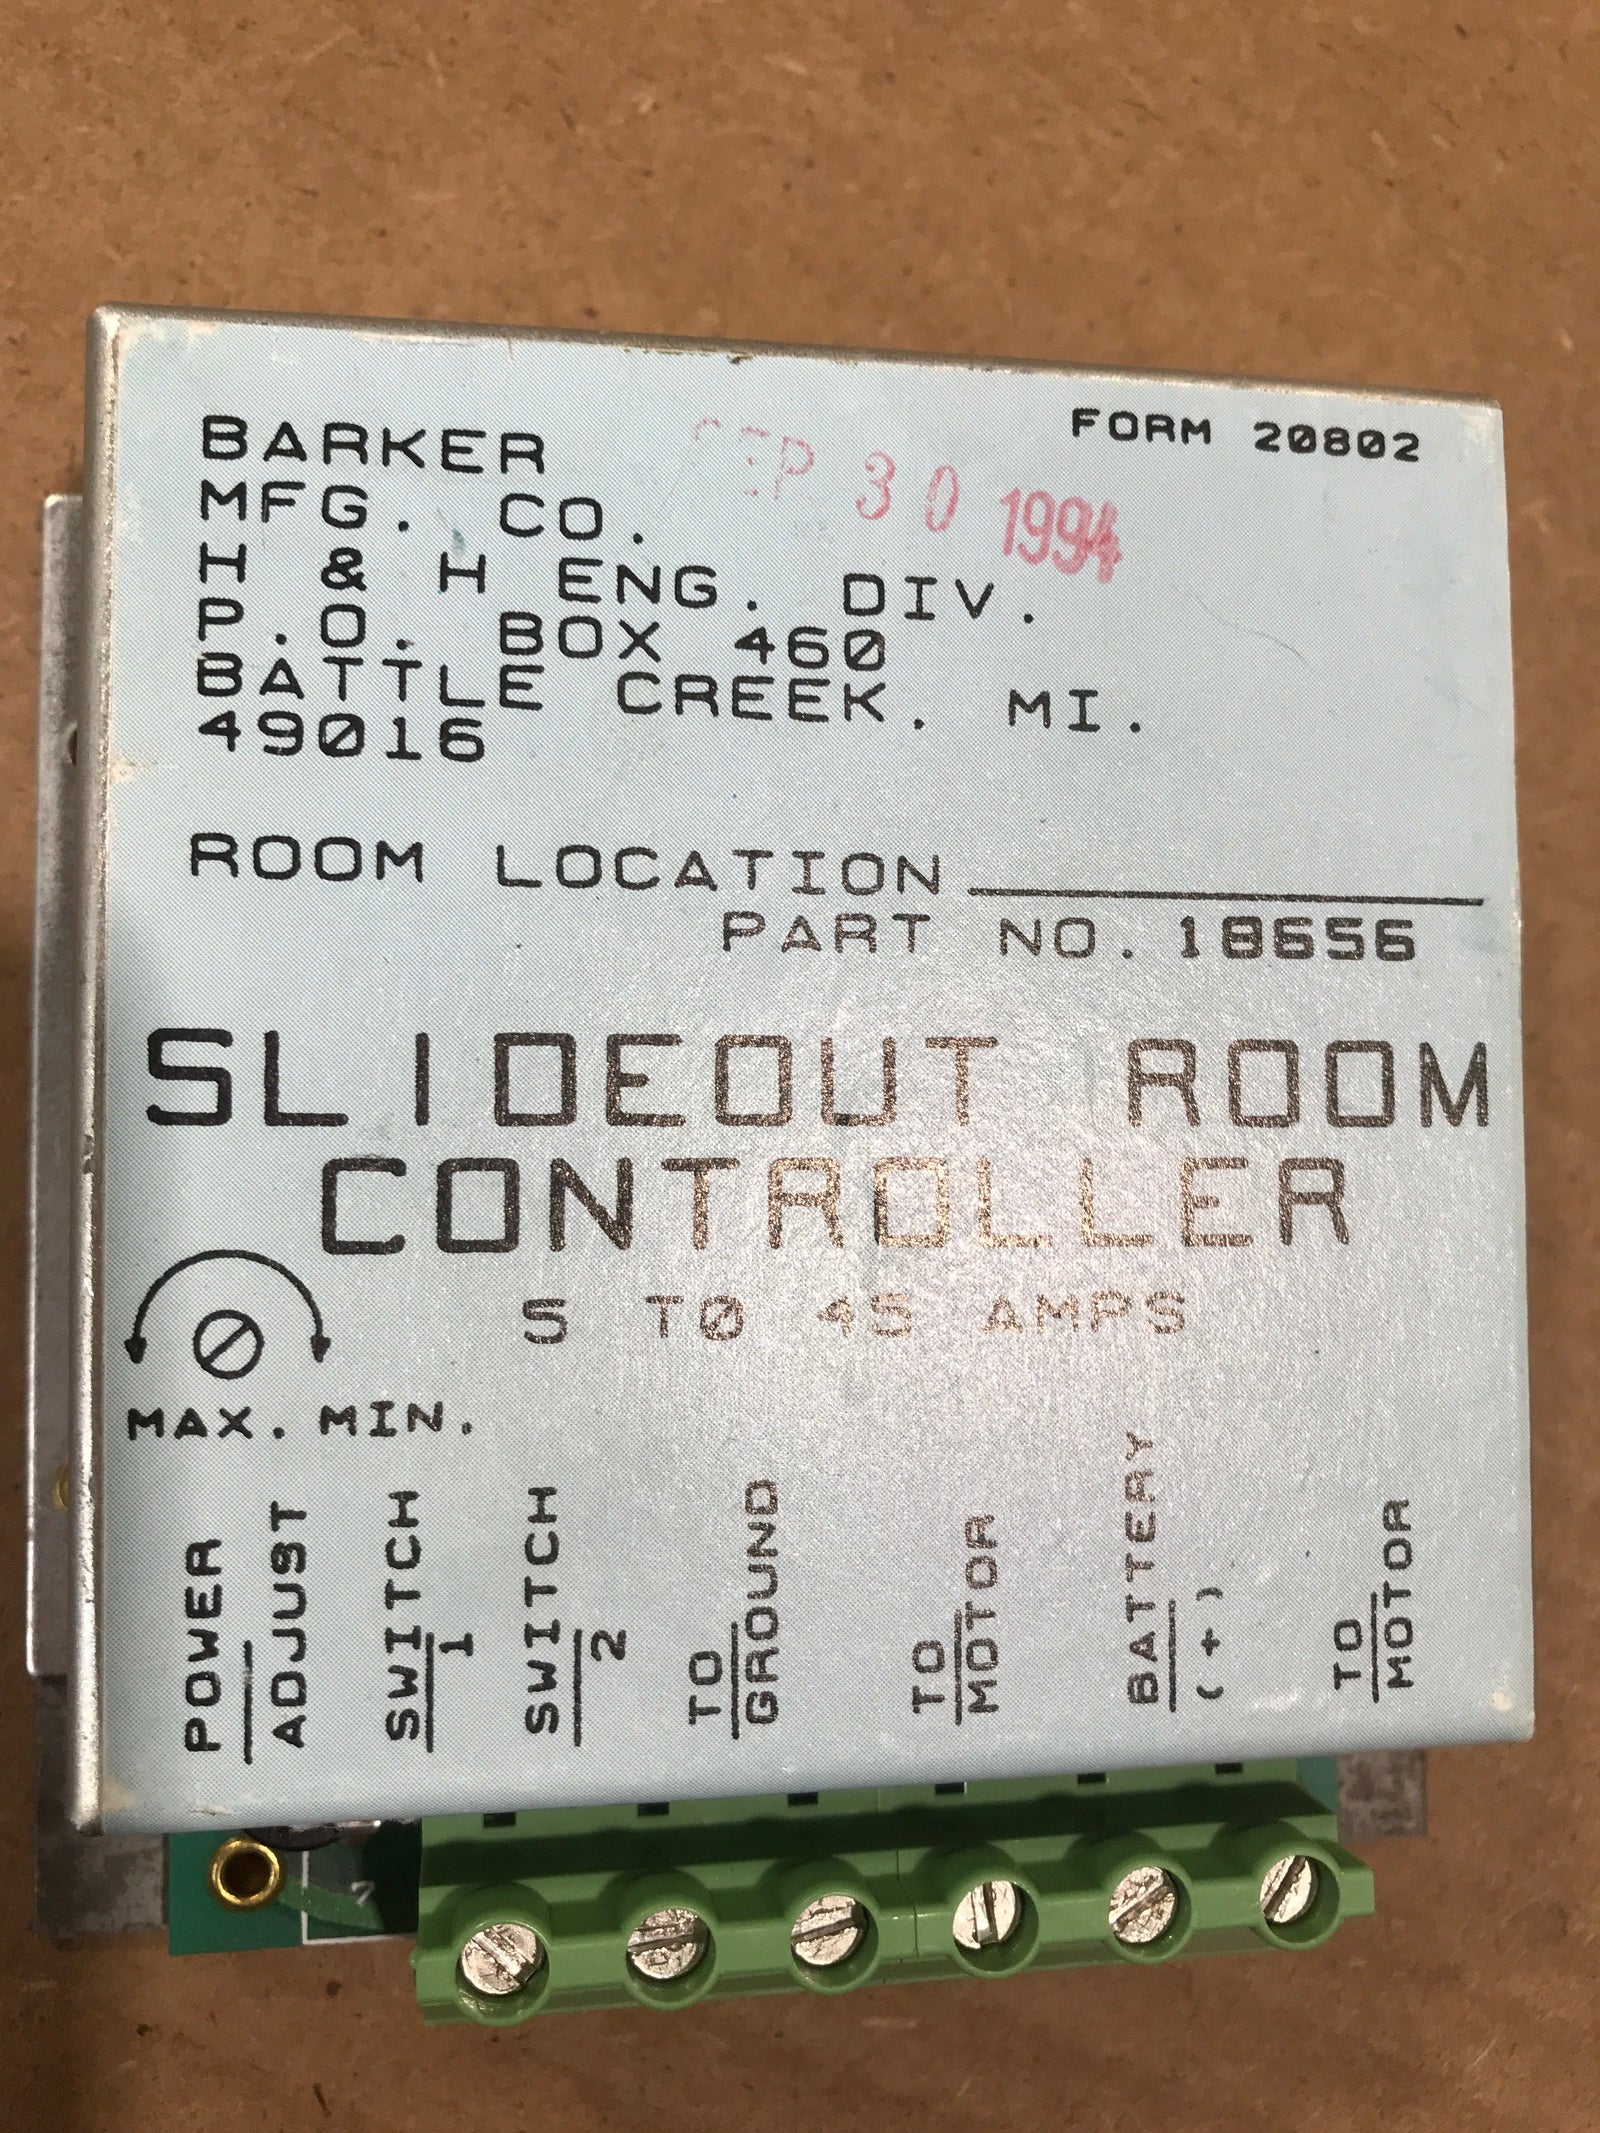 BARKER
MFG. CO.
H & H ENG. DIV.
P.O. BOX 460
BATTLE CREEK. MI.
49016
SEP 30 1994
FORM 20802
ROOM LOCATION
PART NO. 18656
SLIDEOUT ROOM
CONTROLLER
5 TO 45 AMPS
MAX. MIN.
POWER
ADJUST
SWITCH
1
SWITCH
2
TO
GROUND
TO
MOTOR
BATTERY
(+)
TO
MOTOR
7